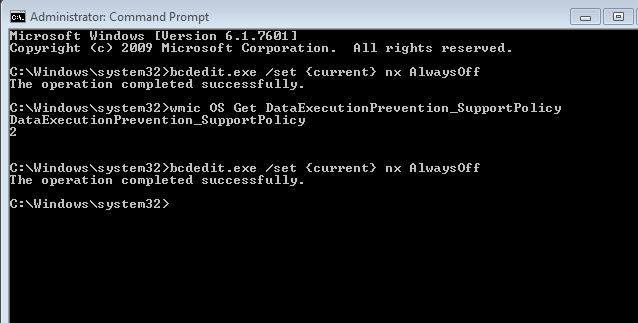 Administrator: Command Prompt
Microsoft Windows [Version 6.1.7601]
Copyright (c) 2009 Microsoft Corporation.  All rights reserved.
C:\Windows\system32>bcdedit.exe /set {current} nx AlwaysOff
The operation completed successfully.
C:\Windows\system32>wmic OS Get DataExecutionPrevention_SupportPolicy
DataExecutionPrevention_SupportPolicy
2
C:\Windows\system32>bcdedit.exe /set {current} nx AlwaysOff
The operation completed successfully.
C:\Windows\system32>